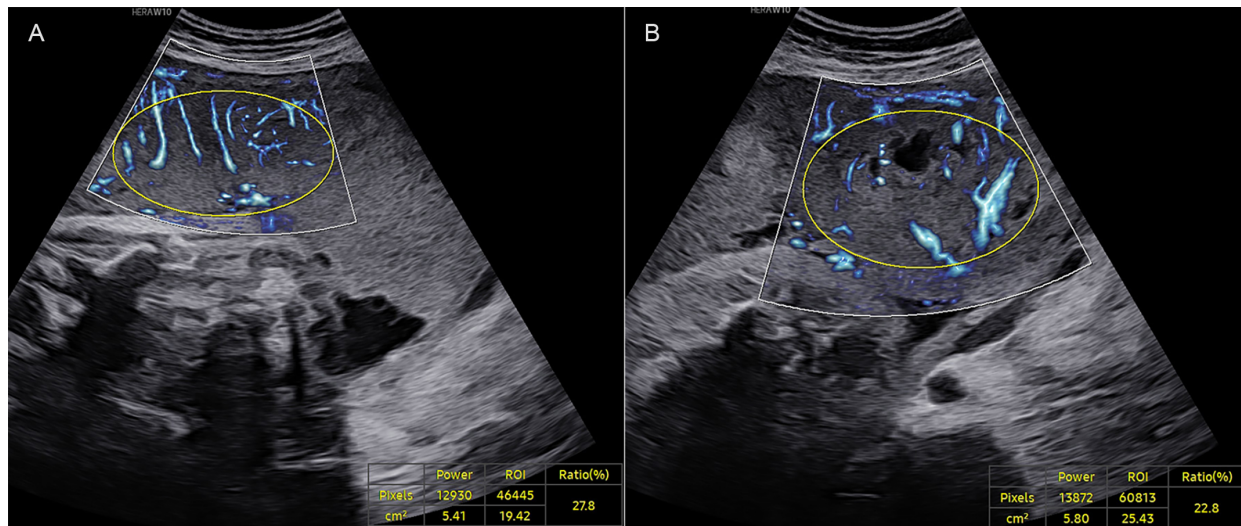 HERAW10
A
Power ROI Ratio(%)
Pixels 12930 46445 27.8
cm² 5.41 19.42
HERAW10
B
Power ROI Ratio(%)
Pixels 13872 60813 22.8
cm² 5.80 25.43